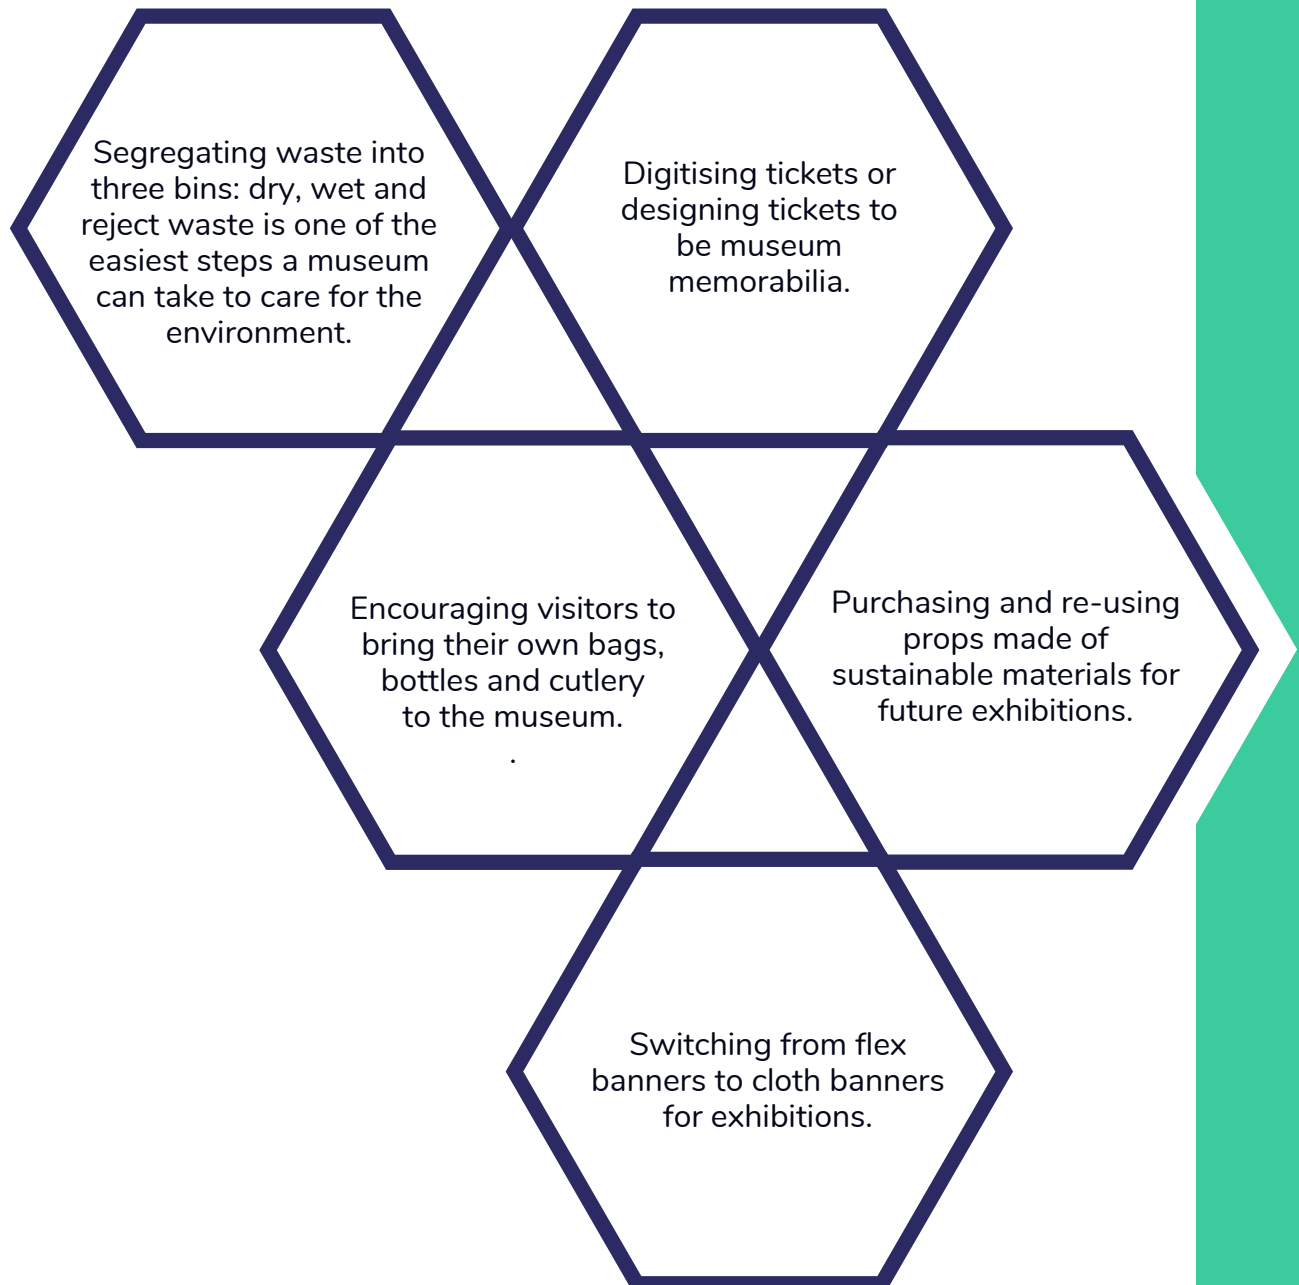 Segregating waste into
three bins: dry, wet and
reject waste is one of the
easiest steps a museum
can take to care for the
environment.
Digitising tickets or
designing tickets to
be museum
memorabilia.
Encouraging visitors to
bring their own bags,
bottles and cutlery
to the museum.
.
Purchasing and re-using
props made of
sustainable materials for
future exhibitions.
Switching from flex
banners to cloth banners
for exhibitions.